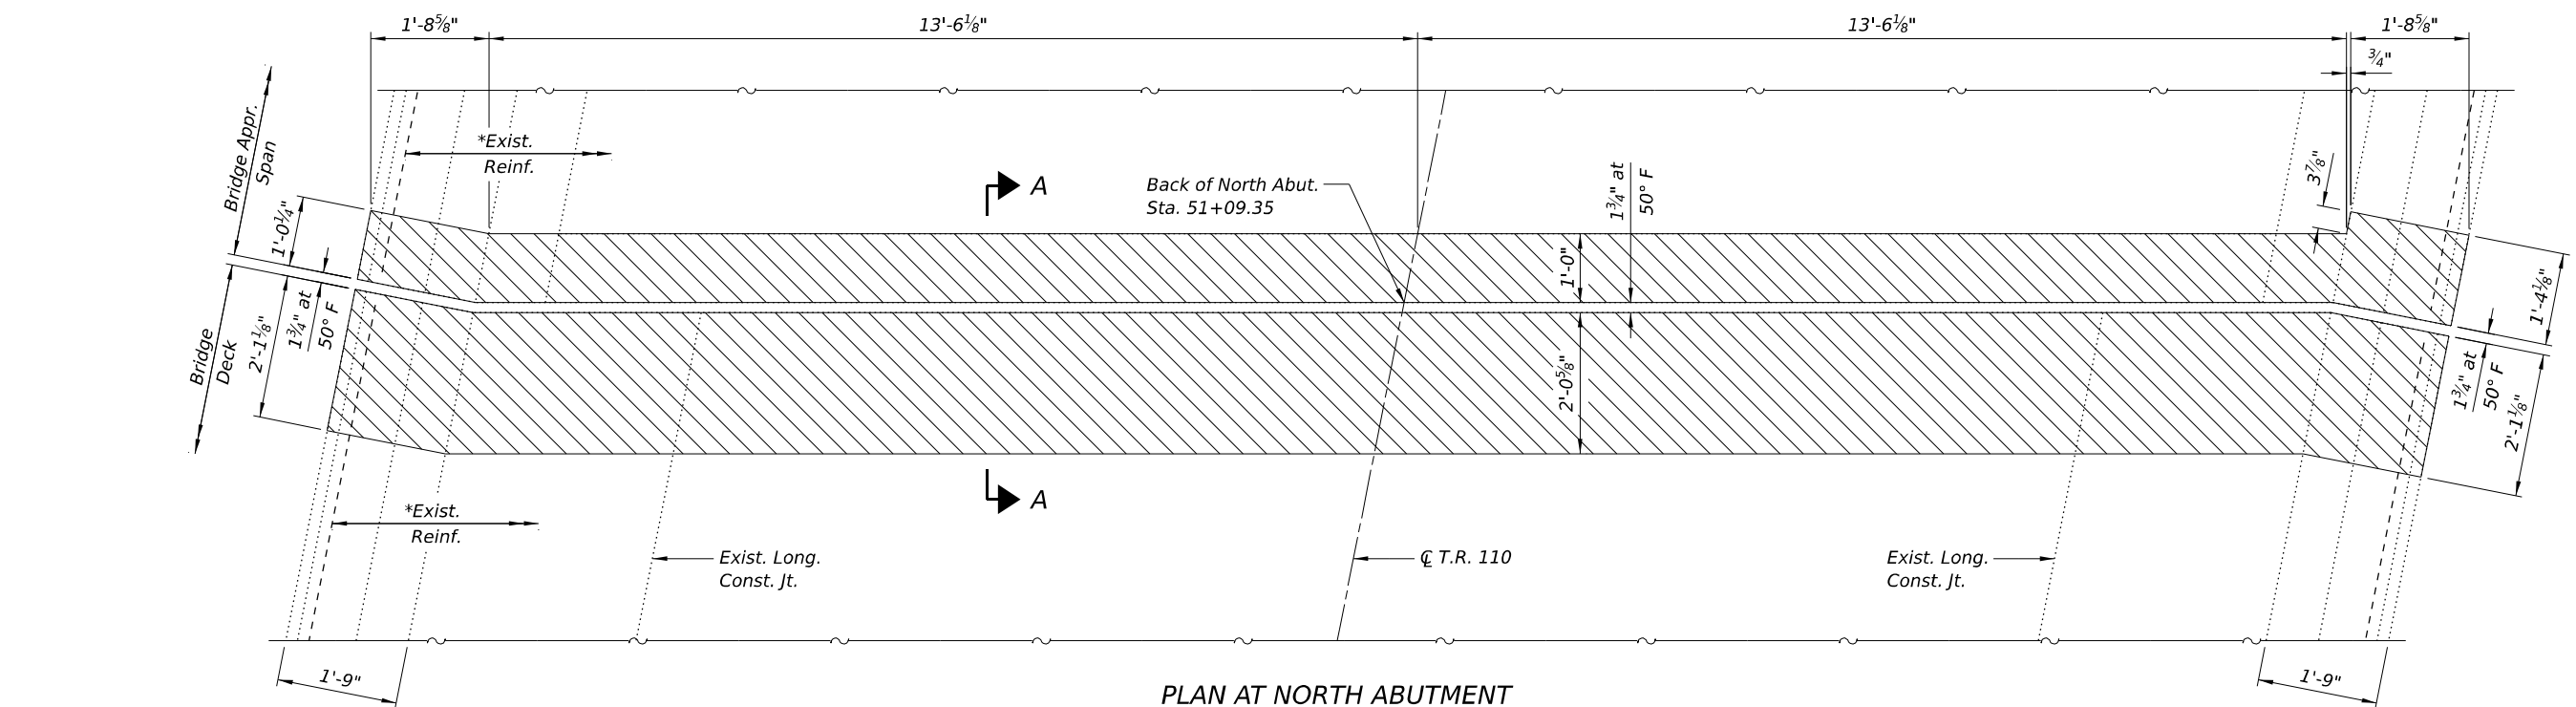 1'-8⅝"
13'-6⅛"
13'-6⅛"
1'-8⅝"
¾"
Bridge Appr.
Span
*Exist.
Reinf.
A
Back of North Abut.
Sta. 51+09.35
1¾" at
50° F
3⅞"
1'-0¼"
1'-0"
1'-4⅛"
Bridge
Deck
2'-1⅛"
1¾" at
50° F
2'-0⅝"
1¾" at
50° F
2'-1⅛"
*Exist.
Reinf.
A
Exist. Long.
Const. Jt.
℄ T.R. 110
Exist. Long.
Const. Jt.
1'-9"
1'-9"
PLAN AT NORTH ABUTMENT